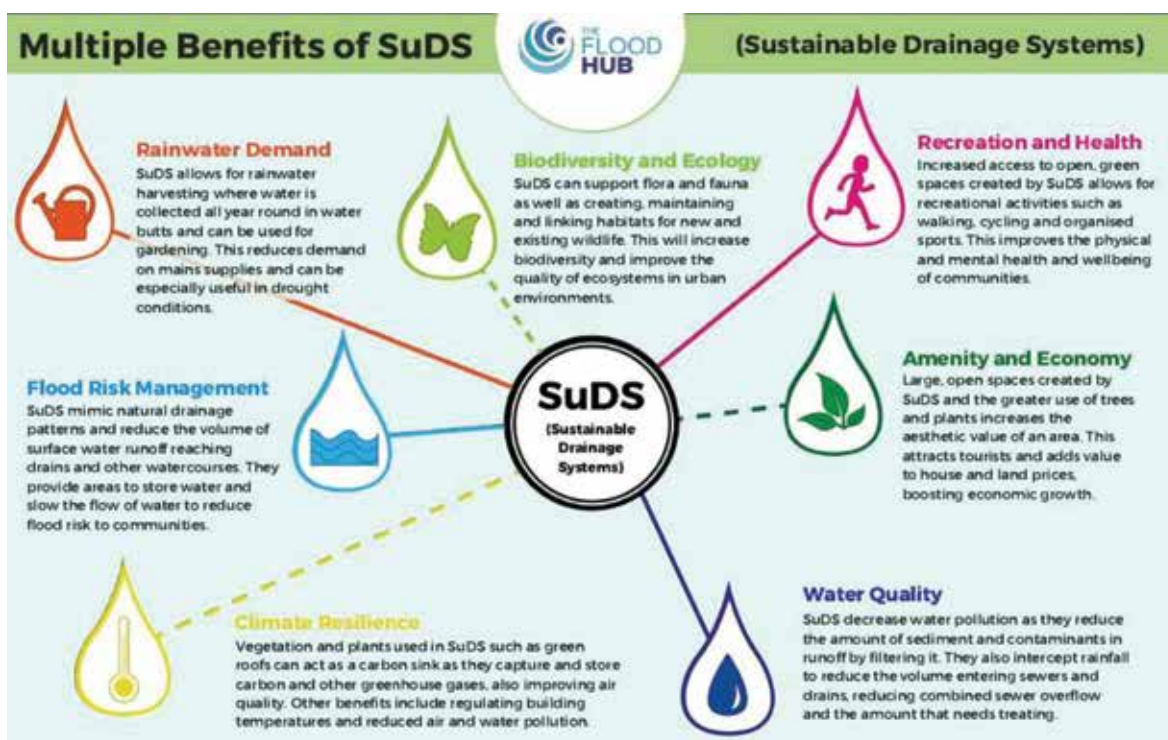 Multiple Benefits of SuDS
THE
FLOOD
HUB
(Sustainable Drainage Systems)
Rainwater Demand
SuDS allows for rainwater
harvesting where water is
collected all year round in water
butts and can be used for
gardening. This reduces demand
on mains supplies and can be
especially useful in drought
conditions.
Biodiversity and Ecology
SuDS can support flora and fauna
as well as creating, maintaining
and linking habitats for new and
existing wildlife. This will increase
biodiversity and improve the
quality of ecosystems in urban
environments.
Recreation and Health
Increased access to open, green
spaces created by SuDS allows for
recreational activities such as
walking, cycling and organised
sports. This improves the physical
and mental health and wellbeing
of communities.
Flood Risk Management
SuDS mimic natural drainage
patterns and reduce the volume of
surface water runoff reaching
drains and other watercourses. They
provide areas to store water and
slow the flow of water to reduce
flood risk to communities.
SuDS
(Sustainable
Drainage
Systems)
Amenity and Economy
Large, open spaces created by
SuDS and the greater use of trees
and plants increases the
aesthetic value of an area. This
attracts tourists and adds value
to house and land prices,
boosting economic growth.
Climate Resilience
Vegetation and plants used in SuDS such as green
roofs can act as a carbon sink as they capture and store
carbon and other greenhouse gases, also improving air
quality. Other benefits include regulating building
temperatures and reduced air and water pollution.
Water Quality
SuDS decrease water pollution as they reduce
the amount of sediment and contaminants in
runoff by filtering it. They also intercept rainfall
to reduce the volume entering sewers and
drains, reducing combined sewer overflow
and the amount that needs treating.